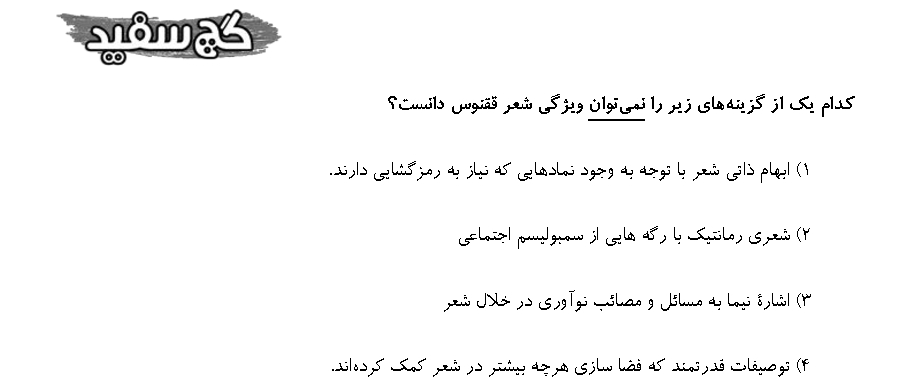 گچ سفید
کدام یک از گزینه‌های زیر را نمی‌توان ویژگی شعر ققنوس دانست؟
۱) ابهام ذاتی شعر با توجه به وجود نمادهایی که نیاز به رمزگشایی دارند.
۲) شعری رمانتیک با رگه هایی از سمبولیسم اجتماعی
۳) اشارهٔ نیما به مسائل و مصائب نوآوری در خلال شعر
۴) توصیفات قدرتمند که فضا سازی هرچه بیشتر در شعر کمک کرده‌اند.